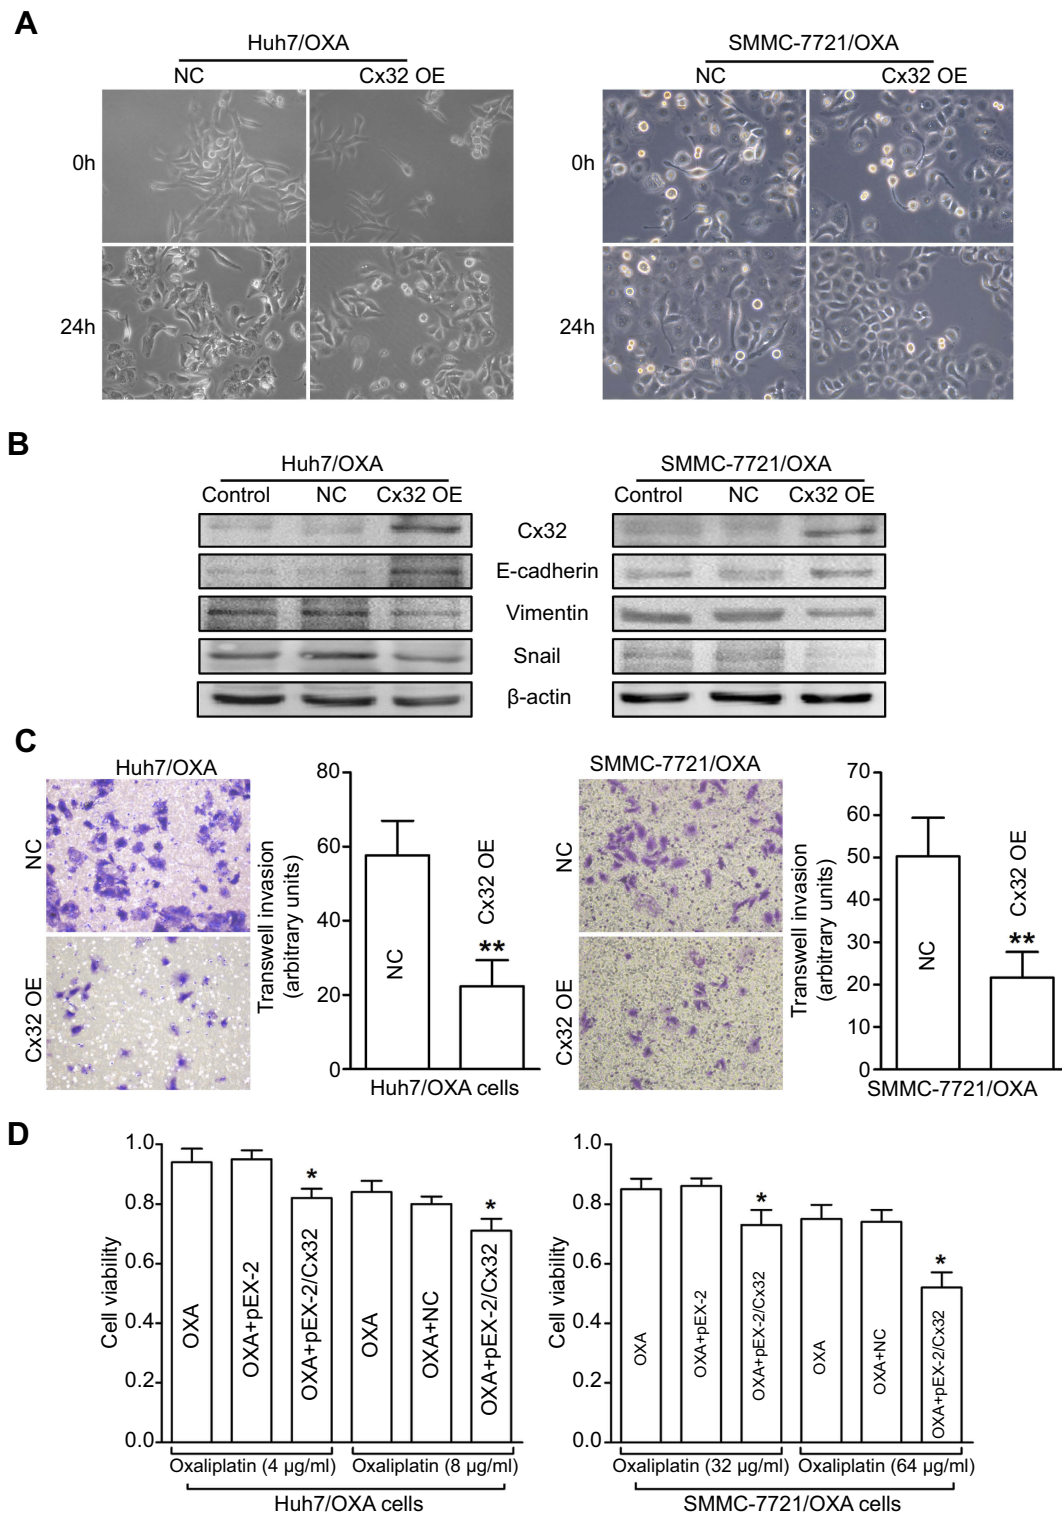 A
Huh7/OXA
SMMC-7721/OXA
NC
Cx32 OE
NC
Cx32 OE
0h
0h
24h
24h
B
Huh7/OXA
SMMC-7721/OXA
Control
NC
Cx32 OE
Control
NC
Cx32 OE
Cx32
E-cadherin
Vimentin
Snail
β-actin
C
Huh7/OXA
NC
Cx32 OE
Transwell invasion
(arbitrary units)
80
60
40
20
0
NC
Cx32 OE
**
Huh7/OXA cells
SMMC-7721/OXA
NC
Cx32 OE
Transwell invasion
(arbitrary units)
70
60
50
40
30
20
10
0
NC
Cx32 OE
**
SMMC-7721/OXA
D
Cell viability
1.0
0.8
0.6
0.4
0.2
0.0
OXA
OXA+pEX-2
OXA+pEX-2/Cx32
*
OXA
OXA+NC
OXA+pEX-2/Cx32
*
Oxaliplatin (4 µg/ml)
Oxaliplatin (8 µg/ml)
Huh7/OXA cells
Cell viability
1.0
0.8
0.6
0.4
0.2
0.0
OXA
OXA+pEX-2
OXA+pEX-2/Cx32
*
OXA
OXA+NC
OXA+pEX-2/Cx32
*
Oxaliplatin (32 µg/ml)
Oxaliplatin (64 µg/ml)
SMMC-7721/OXA cells